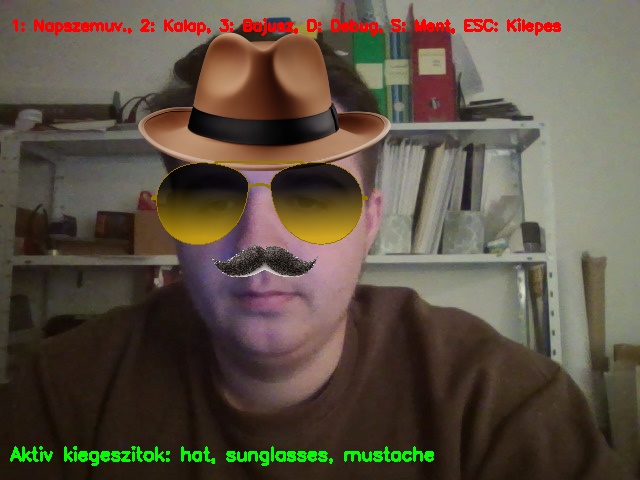 1: Napszemuv., 2: Kalap, 3: Bajusz, D: Debug, S: Ment, ESC: Kilepes
Aktiv kiegeszitok: hat, sunglasses, mustache